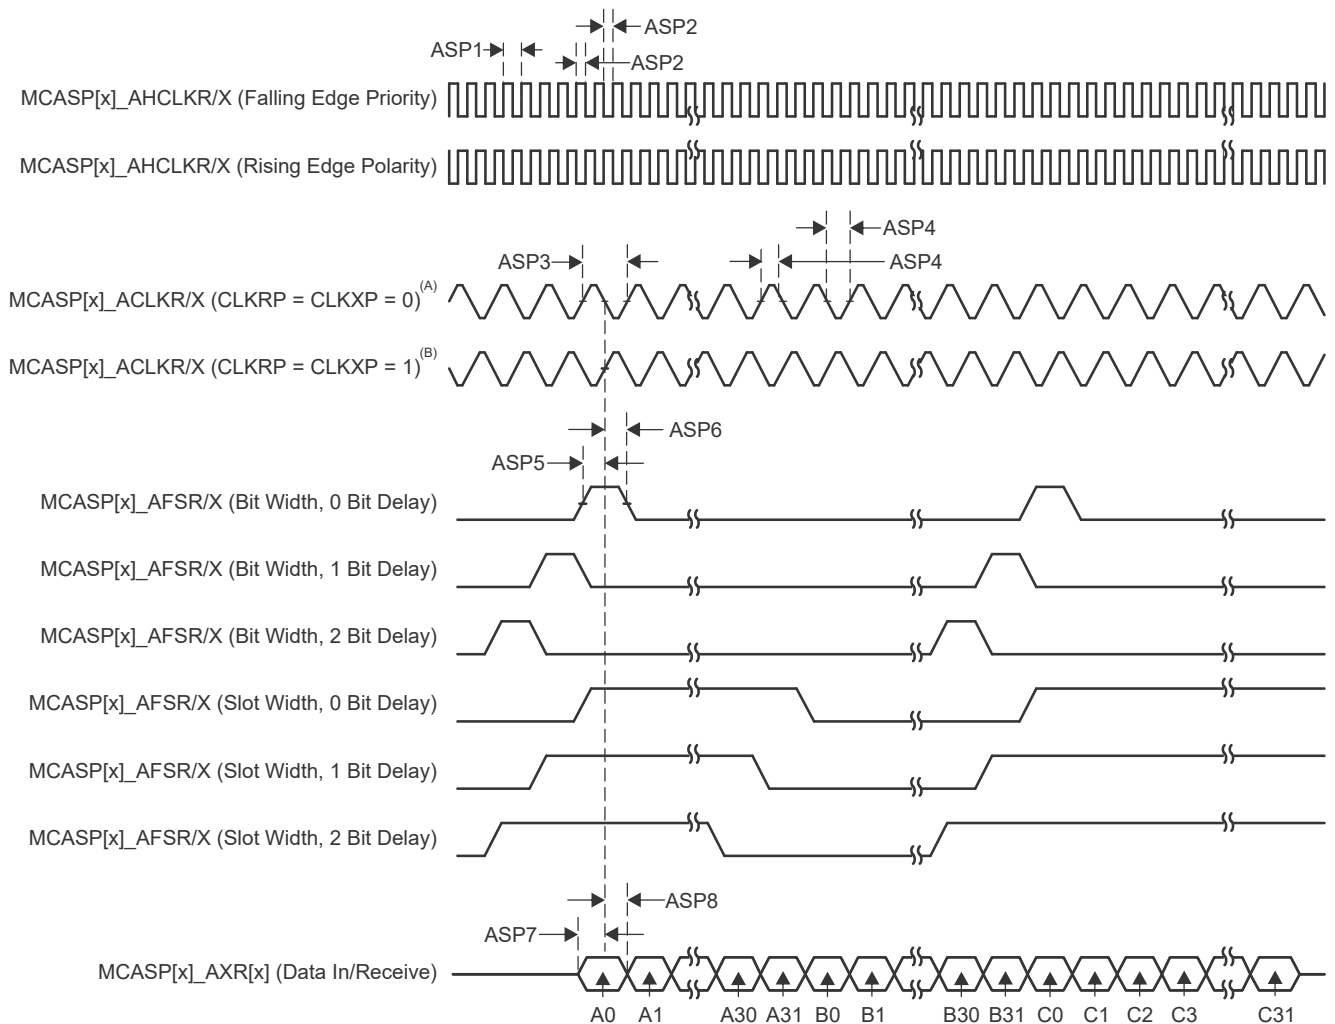 ASP2
ASP1
ASP2
MCASP[x]_AHCLKR/X (Falling Edge Priority)
MCASP[x]_AHCLKR/X (Rising Edge Polarity)
ASP4
ASP3
ASP4
MCASP[x]_ACLKR/X (CLKRP = CLKXP = 0)(A)
MCASP[x]_ACLKR/X (CLKRP = CLKXP = 1)(B)
ASP6
ASP5
MCASP[x]_AFSR/X (Bit Width, 0 Bit Delay)
MCASP[x]_AFSR/X (Bit Width, 1 Bit Delay)
MCASP[x]_AFSR/X (Bit Width, 2 Bit Delay)
MCASP[x]_AFSR/X (Slot Width, 0 Bit Delay)
MCASP[x]_AFSR/X (Slot Width, 1 Bit Delay)
MCASP[x]_AFSR/X (Slot Width, 2 Bit Delay)
ASP8
ASP7
MCASP[x]_AXR[x] (Data In/Receive)
A0 A1 A30 A31 B0 B1 B30 B31 C0 C1 C2 C3 C31